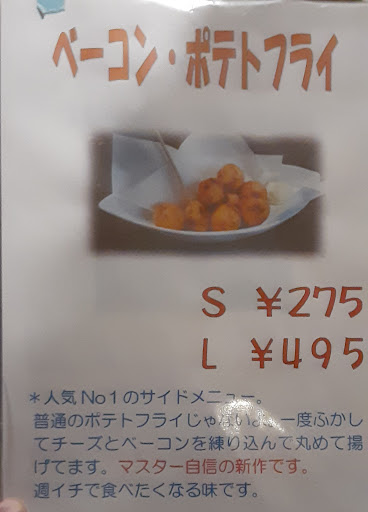 ベーコン・ポテトフライ
S ¥275
L ¥495
*人気No1のサイドメニュー。
普通のポテトフライじゃないよ。一度ふかし
てチーズとベーコンを練り込んで丸めて揚
げてます。マスター自信の新作です。
週イチで食べたくなる味です。